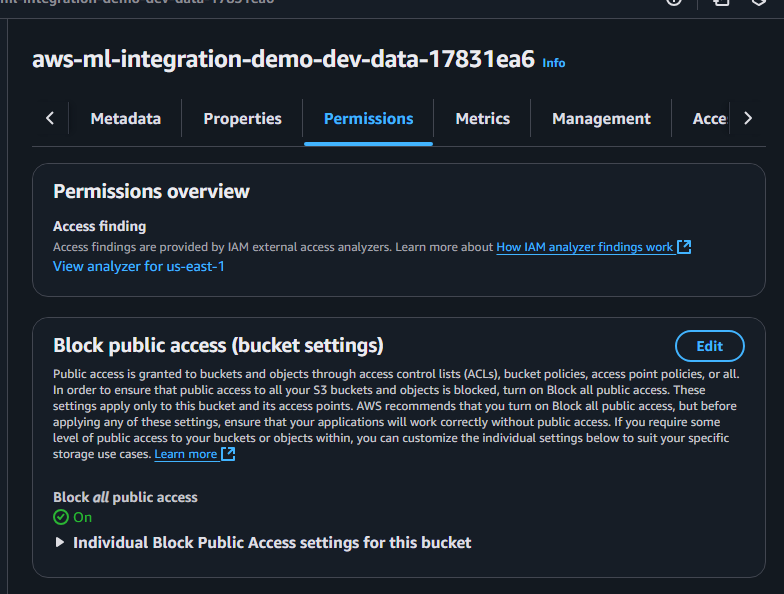 ml-integration-demo-dev-data-17831ea6
aws-ml-integration-demo-dev-data-17831ea6 Info
Metadata Properties Permissions Metrics Management Acce
Permissions overview
Access finding
Access findings are provided by IAM external access analyzers. Learn more about How IAM analyzer findings work
View analyzer for us-east-1
Block public access (bucket settings) Edit
Public access is granted to buckets and objects through access control lists (ACLs), bucket policies, access point policies, or all.
In order to ensure that public access to all your S3 buckets and objects is blocked, turn on Block all public access. These
settings apply only to this bucket and its access points. AWS recommends that you turn on Block all public access, but before
applying any of these settings, ensure that your applications will work correctly without public access. If you require some
level of public access to your buckets or objects within, you can customize the individual settings below to suit your specific
storage use cases. Learn more
Block all public access
On
Individual Block Public Access settings for this bucket